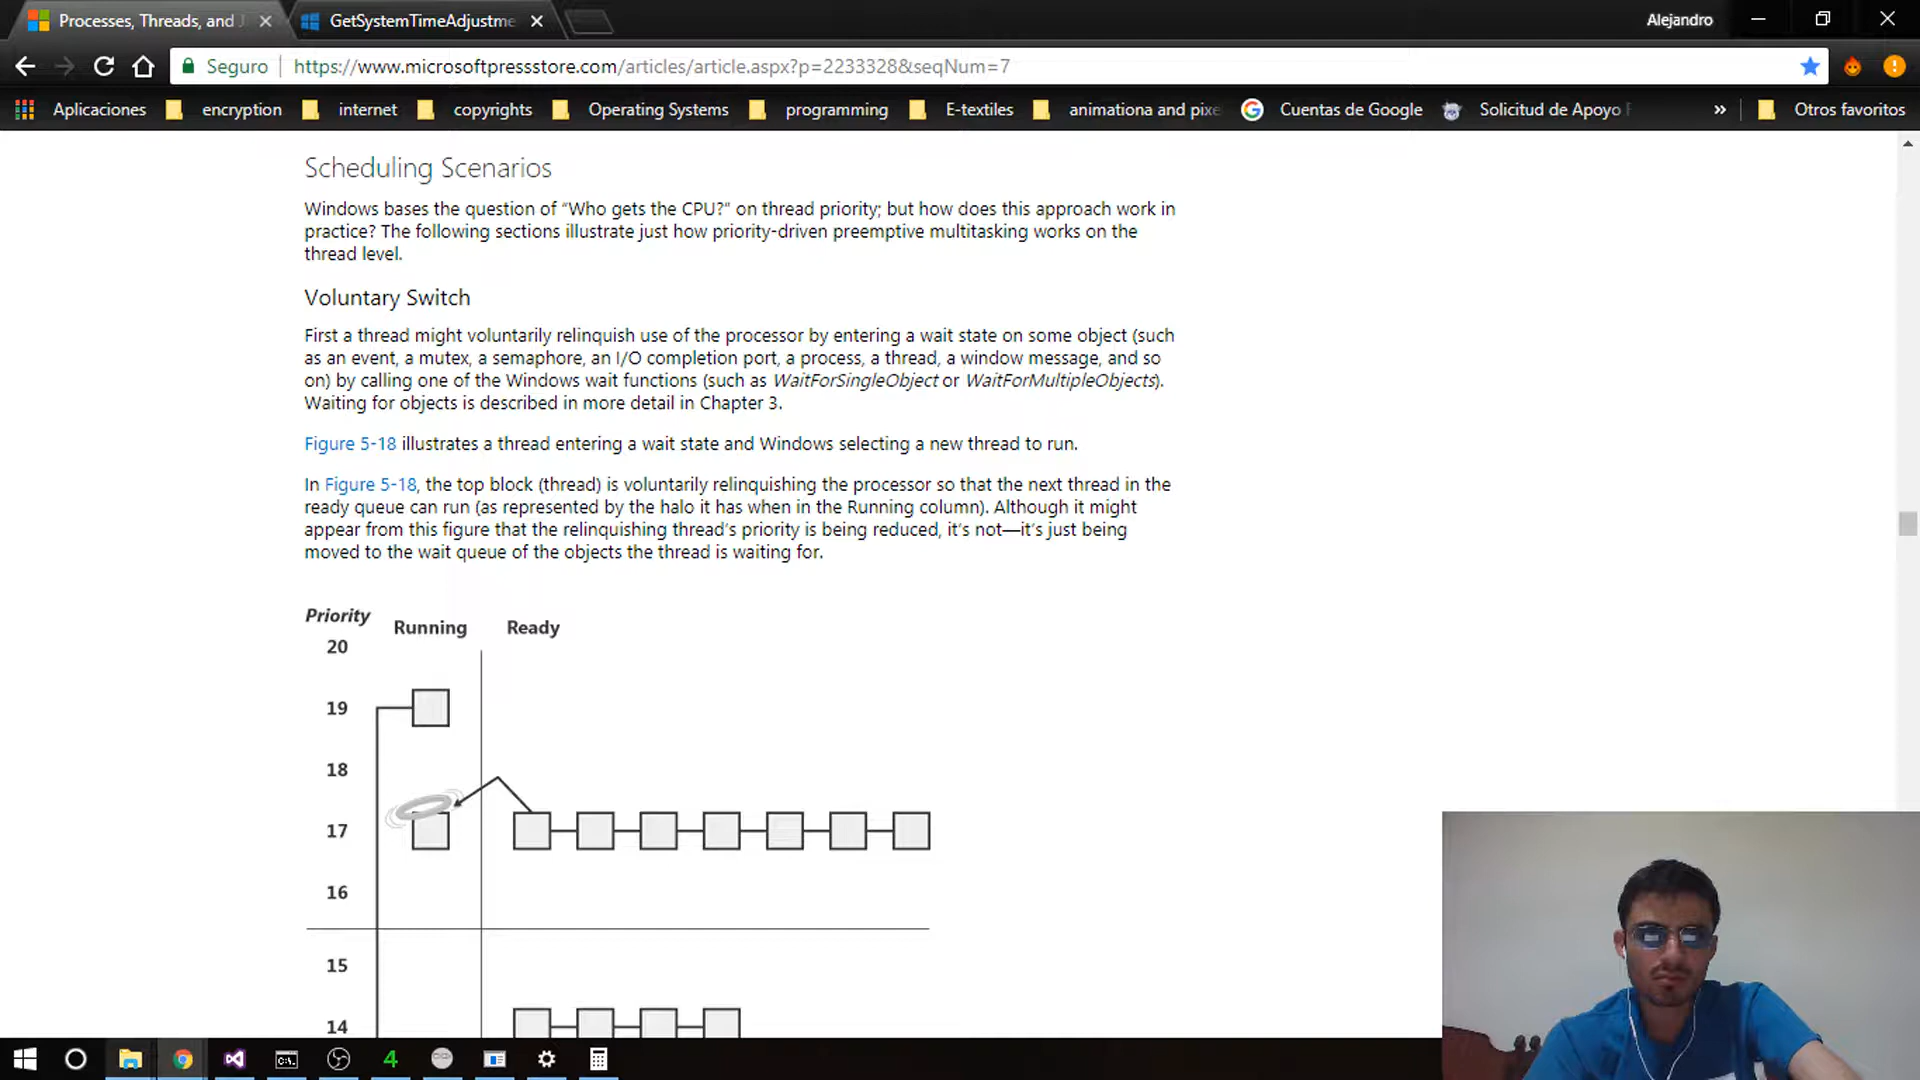 Processes, Threads, and J
GetSystemTimeAdjustme
Alejandro
Seguro
https://www.microsoftpressstore.com/articles/article.aspx?p=2233328&seqNum=7
Aplicaciones encryption internet copyrights Operating Systems programming E-textiles animationa and pixe Cuentas de Google Solicitud de Apoyo » Otros favoritos
Scheduling Scenarios
Windows bases the question of “Who gets the CPU?” on thread priority; but how does this approach work in
practice? The following sections illustrate just how priority-driven preemptive multitasking works on the
thread level.
Voluntary Switch
First a thread might voluntarily relinquish use of the processor by entering a wait state on some object (such
as an event, a mutex, a semaphore, an I/O completion port, a process, a thread, a window message, and so
on) by calling one of the Windows wait functions (such as WaitForSingleObject or WaitForMultipleObjects).
Waiting for objects is described in more detail in Chapter 3.
Figure 5-18 illustrates a thread entering a wait state and Windows selecting a new thread to run.
In Figure 5-18, the top block (thread) is voluntarily relinquishing the processor so that the next thread in the
ready queue can run (as represented by the halo it has when in the Running column). Although it might
appear from this figure that the relinquishing thread’s priority is being reduced, it’s not—it’s just being
moved to the wait queue of the objects the thread is waiting for.
Priority
Running Ready
20
19
18
17
16
15
14
4